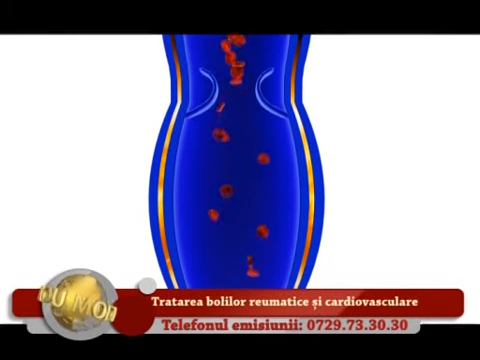 Tratarea bolilor reumatice și cardiovasculare
Telefonul emisiunii: 0729.73.30.30